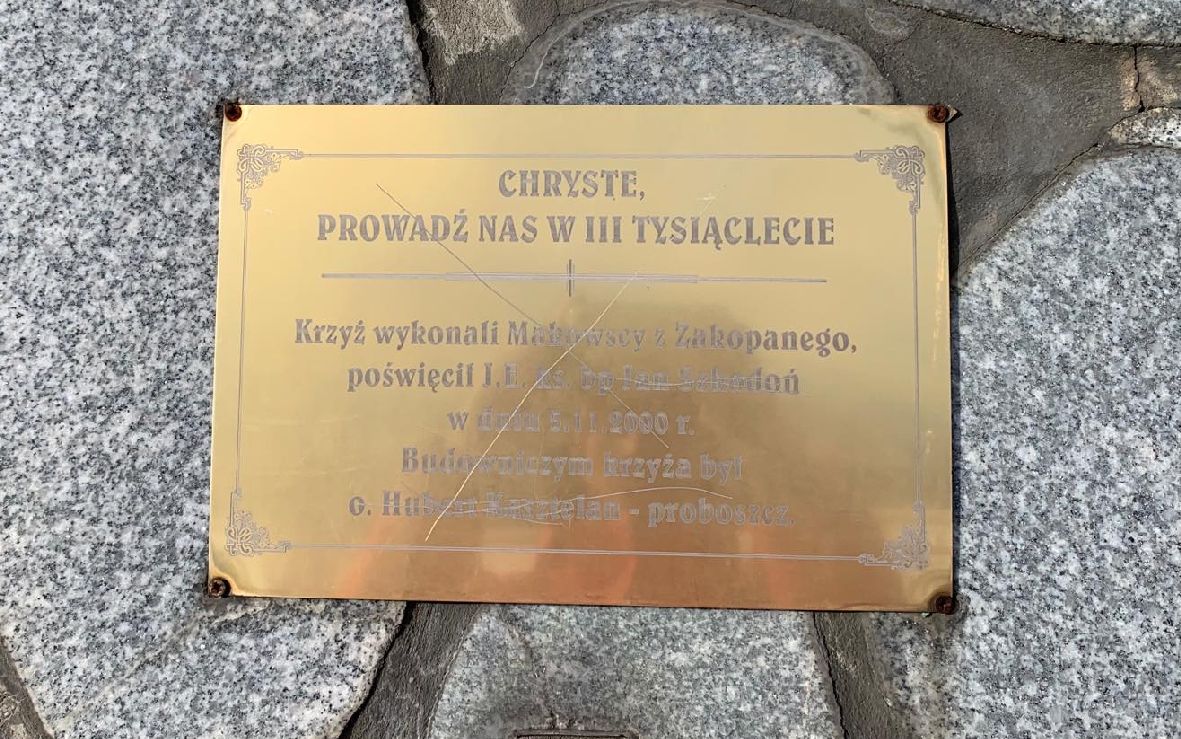 CHRYSTE,
PROWADŹ NAS W III TYSIĄCLECIE
Krzyż wykonali Makowscy z Zakopanego,
poświęcił J.E. ks. bp Jan Szkodoń
w dniu 5.11.2000 r.
Budowniczym krzyża był
o. Hubert Kasztelan - proboszcz.